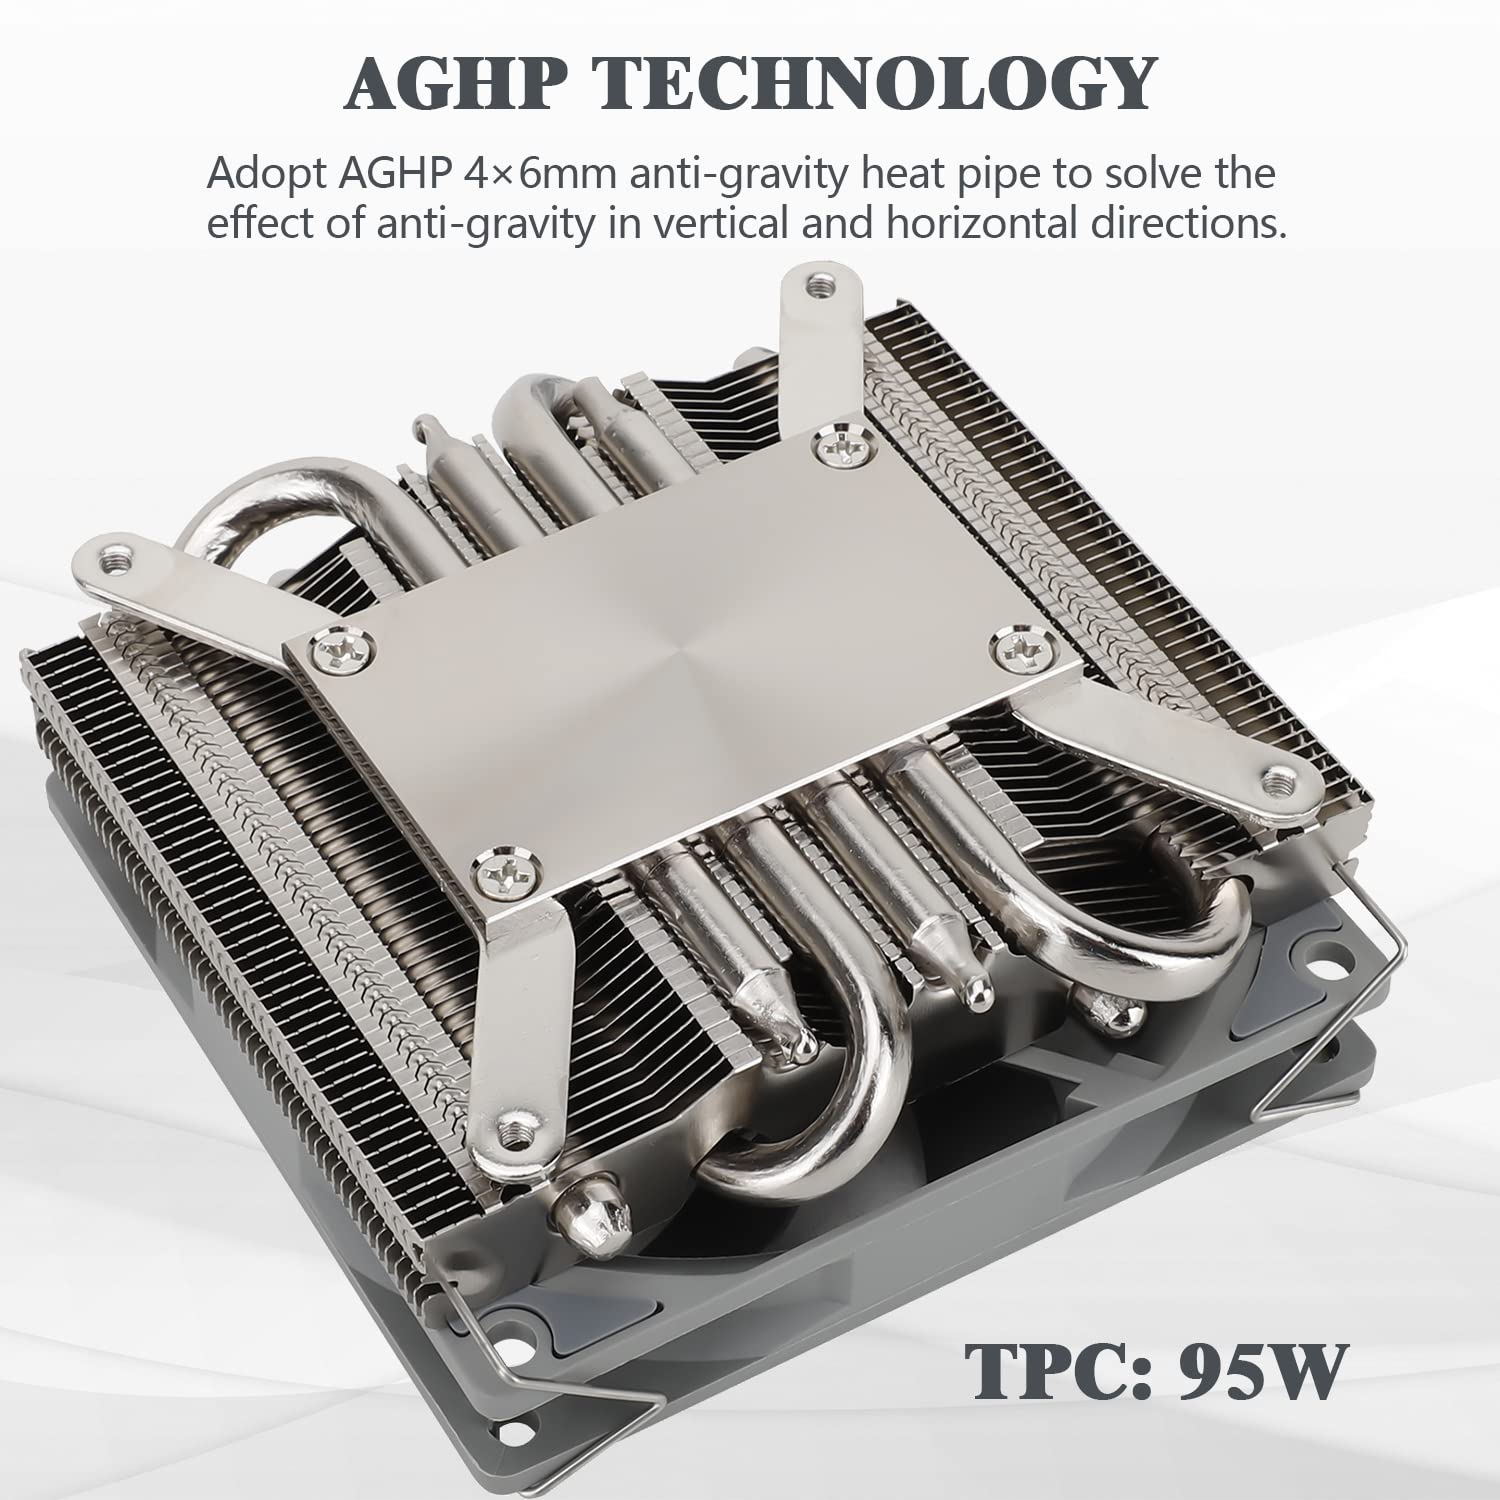 AGHP TECHNOLOGY
Adopt AGHP 4×6mm anti-gravity heat pipe to solve the
effect of anti-gravity in vertical and horizontal directions.
TPC: 95W